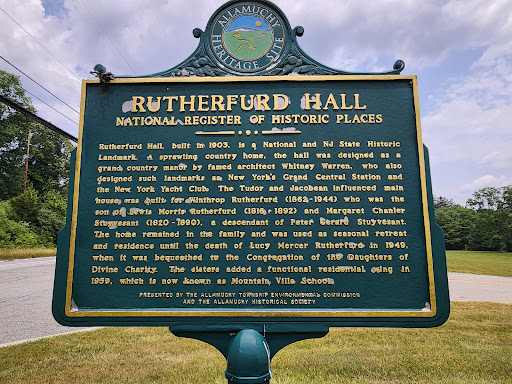 ALLAMUCHY
HERITAGE SITE
RUTHERFURD HALL
NATIONAL REGISTER OF HISTORIC PLACES
Rutherfurd Hall, built in 1903, is a National and NJ State Historic
Landmark. A sprawling country home, the hall was designed as a
grand country manor by famed architect Whitney Warren, who also
designed such landmarks as New York's Grand Central Station and
the New York Yacht Club. The Tudor and Jacobean influenced main
house was built for Winthrop Rutherfurd (1862-1944) who was the
son of Lewis Morris Rutherfurd (1816-1892) and Margaret Chanler
Stuyvesant (1820-1890), a descendant of Peter Gerard Stuyvesant.
The home remained in the family and was used as seasonal retreat
and residence until the death of Lucy Mercer Rutherfurd in 1949,
when it was bequeathed to the Congregation of the Daughters of
Divine Charity. The sisters added a functional residential wing in
1959, which is now known as Mountain Villa School.
PRESENTED BY THE ALLAMUCHY TOWNSHIP ENVIRONMENTAL COMMISSION
AND THE ALLAMUCHY HISTORICAL SOCIETY